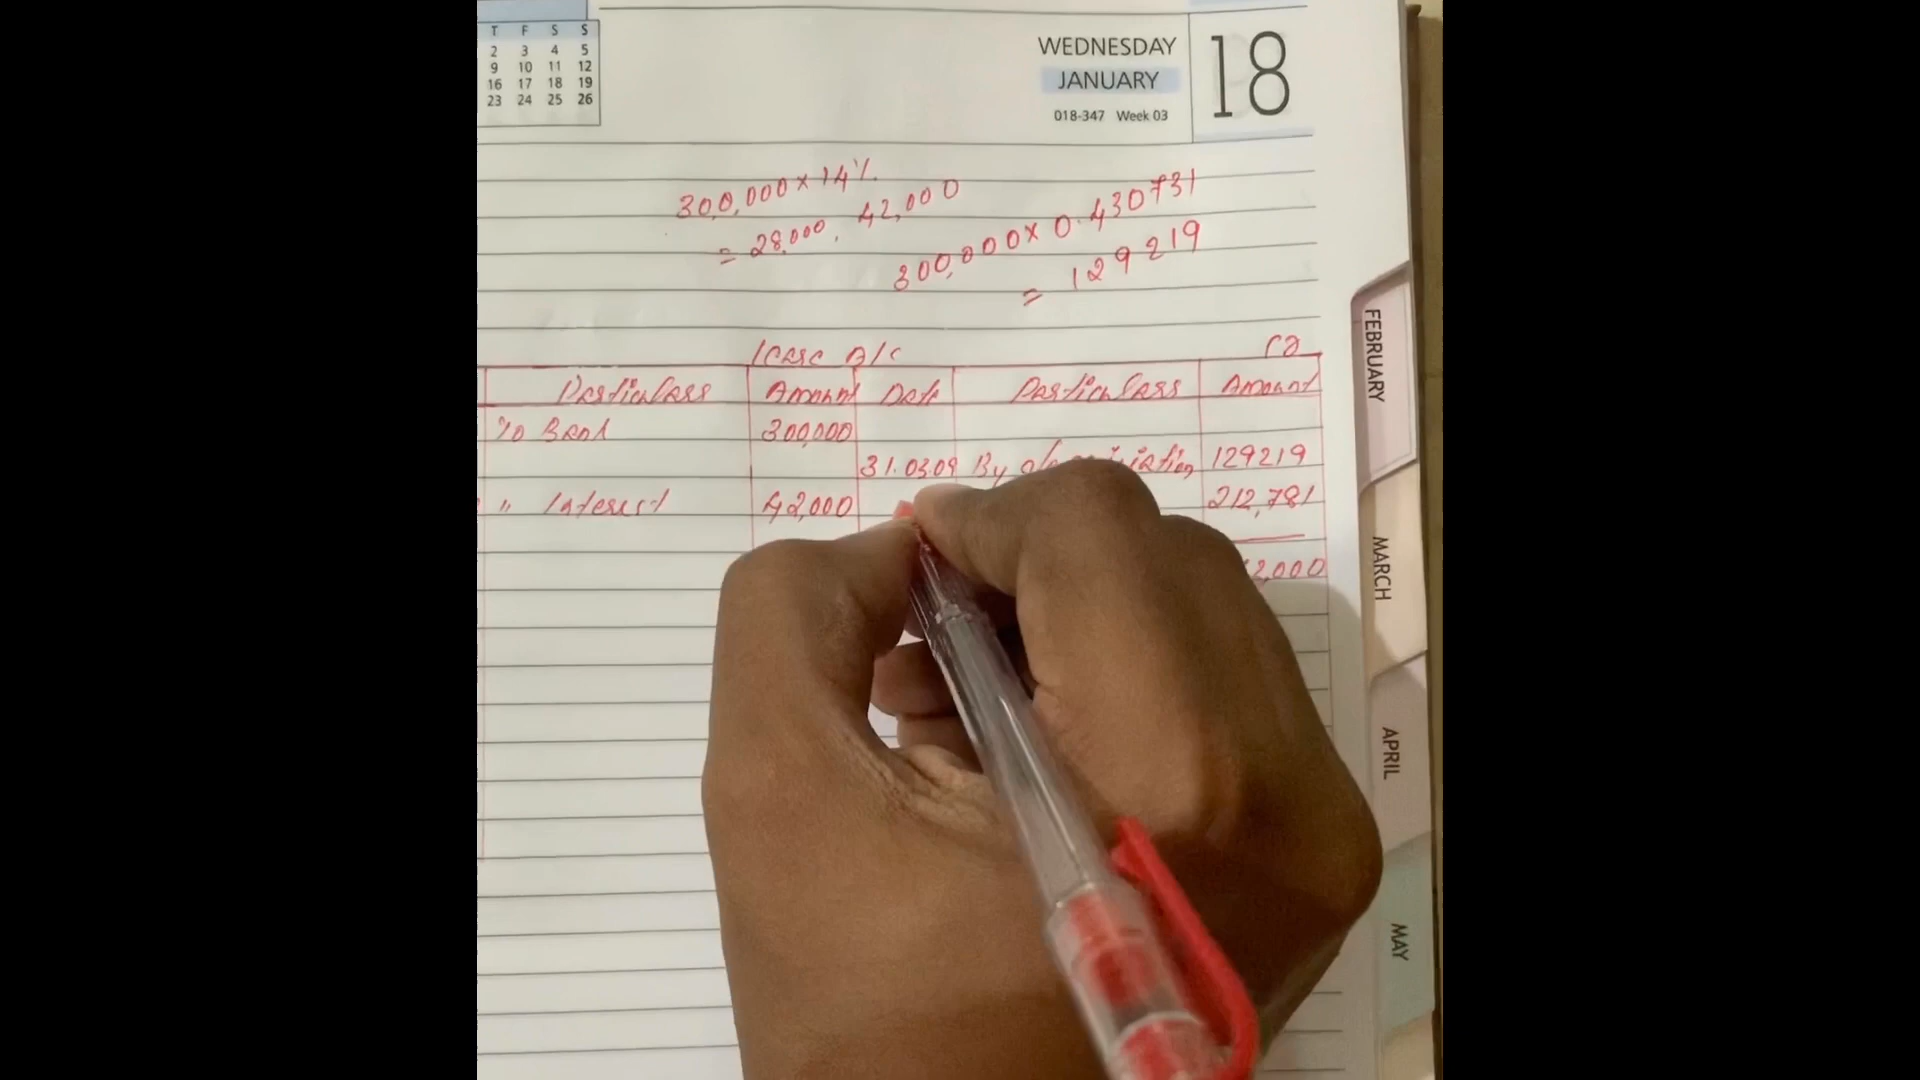 T F S S
2 3 4 5
9 10 11 12
16 17 18 19
23 24 25 26
WEDNESDAY
JANUARY
018-347 Week 03
18
300,000 × 14%
= 28,000, 42,000
300,000 × 0.430731
= 129219
Lease A/C Cr
Particulars Amount Date Particulars Amount
To Bank 300,000
31.03.09 By 129219
" Interest 42,000 212,781
2,000
FEBRUARY
MARCH
APRIL
MAY